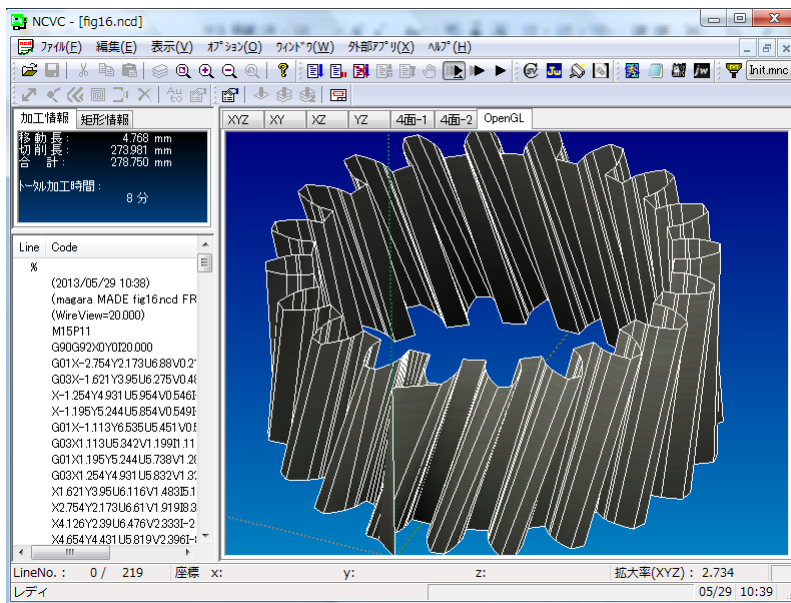 NCVC - [fig16.ncd]
ﾌｧｲﾙ(F) 編集(E) 表示(V) ｵﾌﾟｼｮﾝ(O) ｳｨﾝﾄﾞｳ(W) 外部ｱﾌﾟﾘ(X) ﾍﾙﾌﾟ(H)
Init.mnc
加工情報 矩形情報
XYZ XY XZ YZ 4面-1 4面-2 OpenGL
移動長: 4.768 mm
切削長: 273.981 mm
合 計: 278.750 mm
ﾄｰﾀﾙ加工時間:
8 分
Line Code
%
(2013/05/29 10:38)
(magara MADE fig16.ncd FR
(WireView=20.000)
M15P11
G90G92X0Y0I20.000
G01X-2.754Y2.173U6.88V0.2
G03X-1.621Y3.95U6.275V0.48
X-1.254Y4.931U5.954V0.546I-
X-1.195Y5.244U5.854V0.549I-
G01X-1.113Y6.535U5.451V0.5
G03X1.113U5.342V1.199I1.11
G01X1.195Y5.244U5.738V1.28
G03X1.254Y4.931U5.832V1.3
X1.621Y3.95U6.116V1.483I5.1
X2.754Y2.173U6.61V1.919I8.3
X4.126Y2.39U6.476V2.333I-2
X4.654Y4.431U5.819V2.396I-
LineNo.: 0 / 219 座標 x: y: z: 拡大率(XYZ): 2.734
レディ 05/29 10:39